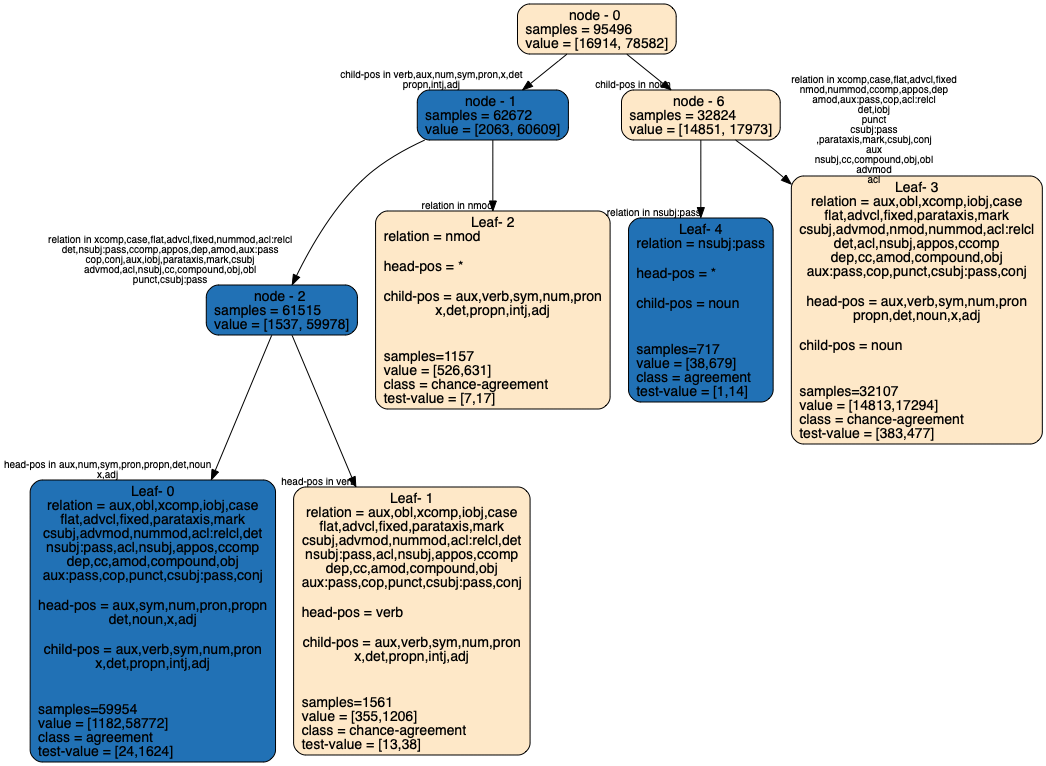 node - 0
samples = 95496
value = [16914, 78582]
child-pos in verb,aux,num,sym,pron,x,det
propn,intj,adj
child-pos in noun
relation in xcomp,case,flat,advcl,fixed
nmod,nummod,ccomp,appos,dep
amod,aux:pass,cop,acl:relcl
det,iobj
punct
csubj:pass
,parataxis,mark,csubj,conj
aux
nsubj,cc,compound,obj,obl
advmod
acl
node - 1
samples = 62672
value = [2063, 60609]
node - 6
samples = 32824
value = [14851, 17973]
relation in nmod
relation in nsubj:pass
Leaf- 3
relation = aux,obl,xcomp,iobj,case
flat,advcl,fixed,parataxis,mark
csubj,advmod,nmod,nummod,acl:relcl
det,acl,nsubj,appos,ccomp
dep,cc,amod,compound,obj
aux:pass,cop,punct,csubj:pass,conj
head-pos = aux,verb,sym,num,pron
propn,det,noun,x,adj
child-pos = noun
samples=32107
value = [14813,17294]
class = chance-agreement
test-value = [383,477]
Leaf- 2
relation = nmod
head-pos = *
child-pos = aux,verb,sym,num,pron
x,det,propn,intj,adj
samples=1157
value = [526,631]
class = chance-agreement
test-value = [7,17]
Leaf- 4
relation = nsubj:pass
head-pos = *
child-pos = noun
samples=717
value = [38,679]
class = agreement
test-value = [1,14]
relation in xcomp,case,flat,advcl,fixed,nummod,acl:relcl
det,nsubj:pass,ccomp,appos,dep,amod,aux:pass
cop,conj,aux,iobj,parataxis,mark,csubj
advmod,acl,nsubj,cc,compound,obj,obl
punct,csubj:pass
node - 2
samples = 61515
value = [1537, 59978]
head-pos in aux,num,sym,pron,propn,det,noun
x,adj
head-pos in verb
Leaf- 0
relation = aux,obl,xcomp,iobj,case
flat,advcl,fixed,parataxis,mark
csubj,advmod,nummod,acl:relcl,det
nsubj:pass,acl,nsubj,appos,ccomp
dep,cc,amod,compound,obj
aux:pass,cop,punct,csubj:pass,conj
head-pos = aux,sym,num,pron,propn
det,noun,x,adj
child-pos = aux,verb,sym,num,pron
x,det,propn,intj,adj
samples=59954
value = [1182,58772]
class = agreement
test-value = [24,1624]
Leaf- 1
relation = aux,obl,xcomp,iobj,case
flat,advcl,fixed,parataxis,mark
csubj,advmod,nummod,acl:relcl,det
nsubj:pass,acl,nsubj,appos,ccomp
dep,cc,amod,compound,obj
aux:pass,cop,punct,csubj:pass,conj
head-pos = verb
child-pos = aux,verb,sym,num,pron
x,det,propn,intj,adj
samples=1561
value = [355,1206]
class = chance-agreement
test-value = [13,38]